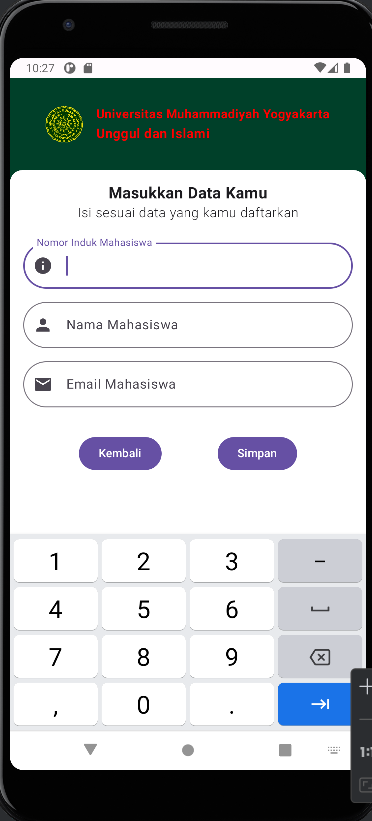 10:27
Universitas Muhammadiyah Yogyakarta
Unggul dan Islami
Masukkan Data Kamu
Isi sesuai data yang kamu daftarkan
Nomor Induk Mahasiswa
Nama Mahasiswa
Email Mahasiswa
Kembali Simpan
1 2 3 –
4 5 6
7 8 9
, 0 .